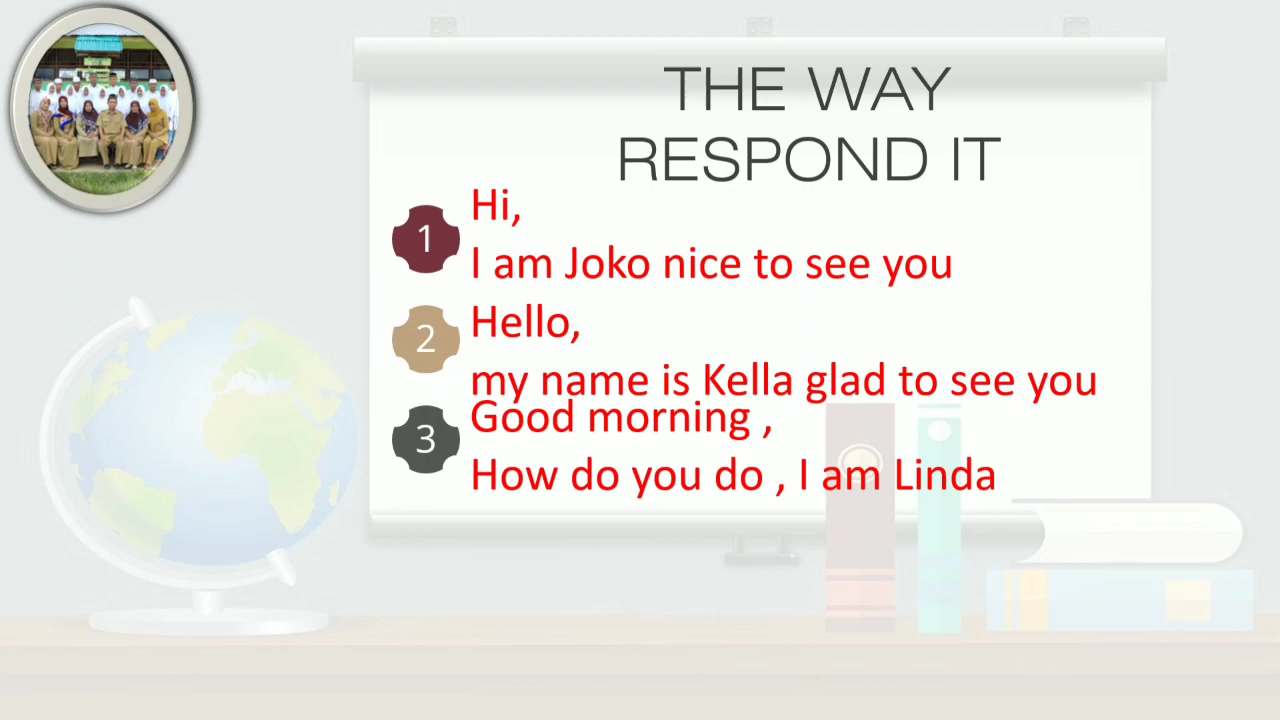 THE WAY
RESPOND IT
1
Hi,
I am Joko nice to see you
2
Hello,
my name is Kella glad to see you
3
Good morning ,
How do you do , I am Linda